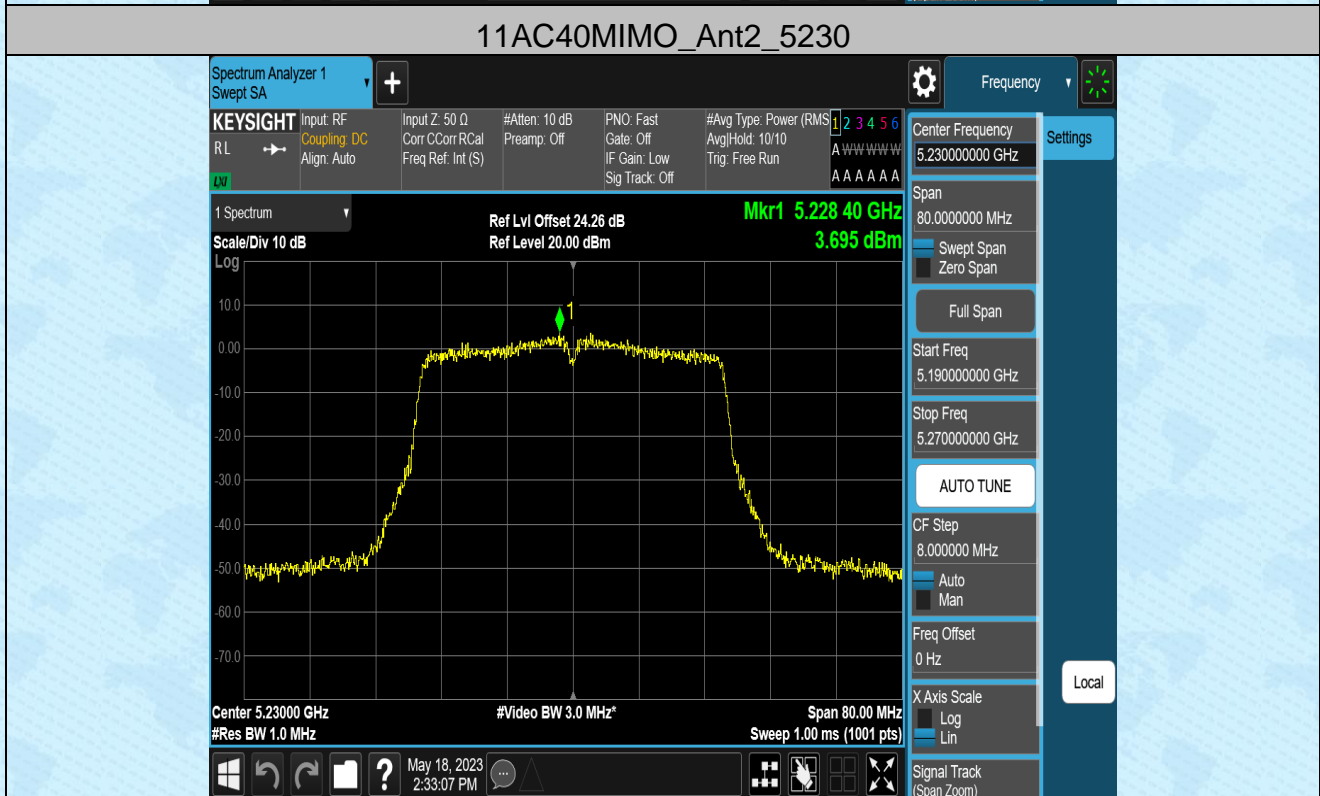 11AC40MIMO_Ant2_5230
Spectrum Analyzer 1
Swept SA
Frequency
KEYSIGHT
RL
LXI
Input: RF
Coupling: DC
Align: Auto
Input Z: 50 Ω
Corr CCorr RCal
Freq Ref: Int (S)
#Atten: 10 dB
Preamp: Off
PNO: Fast
Gate: Off
IF Gain: Low
Sig Track: Off
#Avg Type: Power (RMS
Avg|Hold: 10/10
Trig: Free Run
1 2 3 4 5 6
A W W W W W
A A A A A A
1 Spectrum
Scale/Div 10 dB
Log
Ref Lvl Offset 24.26 dB
Ref Level 20.00 dBm
Mkr1 5.228 40 GHz
3.695 dBm
1
10.0
0.00
-10.0
-20.0
-30.0
-40.0
-50.0
-60.0
-70.0
Center 5.23000 GHz
#Video BW 3.0 MHz*
Span 80.00 MHz
#Res BW 1.0 MHz
Sweep 1.00 ms (1001 pts)
May 18, 2023
2:33:07 PM
Center Frequency
5.230000000 GHz
Settings
Span
80.0000000 MHz
Swept Span
Zero Span
Full Span
Start Freq
5.190000000 GHz
Stop Freq
5.270000000 GHz
AUTO TUNE
CF Step
8.000000 MHz
Auto
Man
Freq Offset
0 Hz
X Axis Scale
Log
Lin
Local
Signal Track
(Span Zoom)